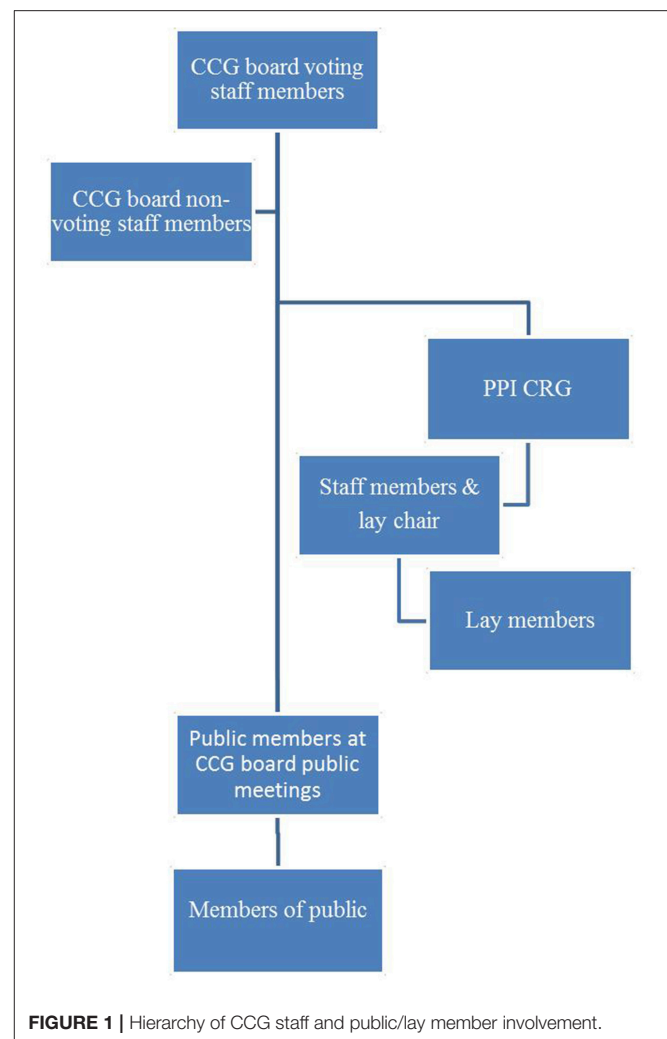 CCG board voting
staff members
CCG board non-
voting staff members
PPI CRG
Staff members &
lay chair
Lay members
Public members at
CCG board public
meetings
Members of public
FIGURE 1 | Hierarchy of CCG staff and public/lay member involvement.